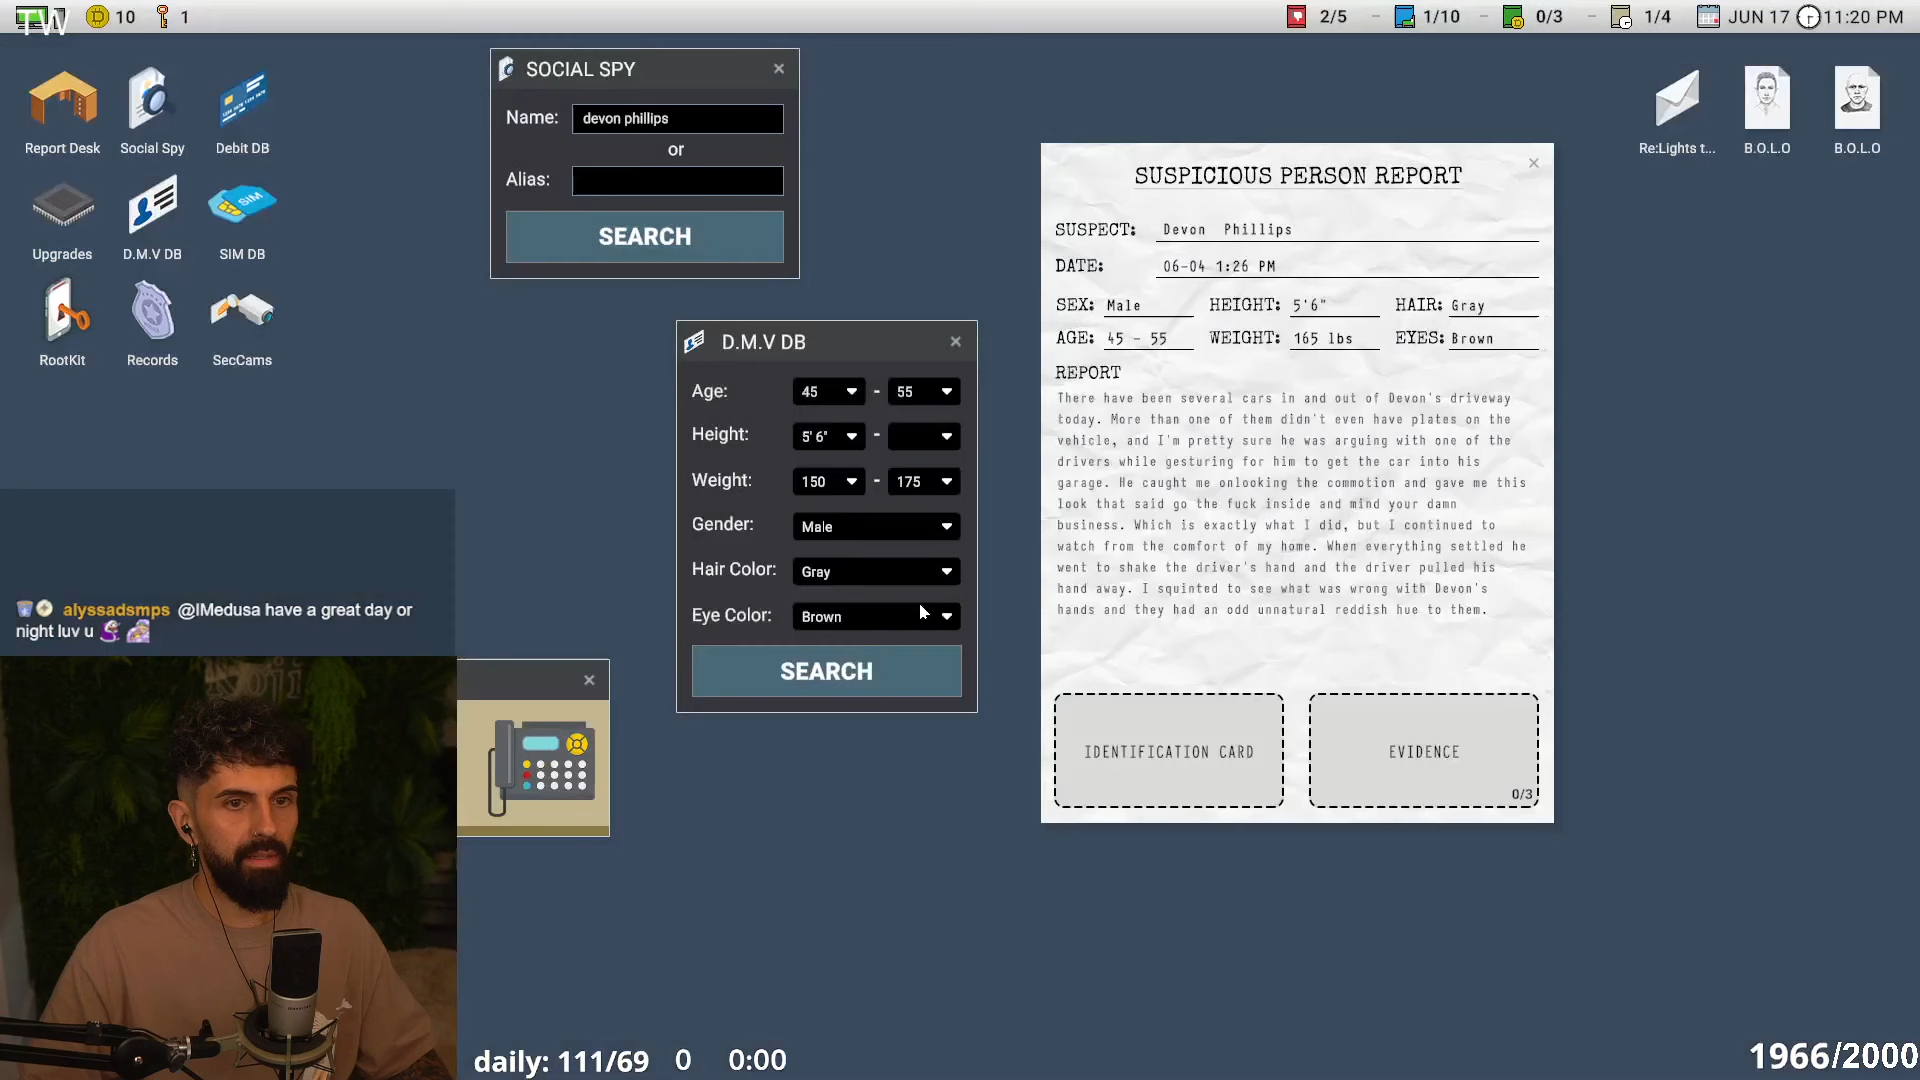 TW
10
1
2/5
-
1/10
-
0/3
-
1/4
JUN 17
11:20 PM
Report Desk
Social Spy
Debit DB
Upgrades
D.M.V DB
SIM DB
SIM
RootKit
Records
SecCams
SOCIAL SPY
Name: devon phillips
or
Alias:
SEARCH
D.M.V DB
Age: 45 - 55
Height: 5' 6" -
Weight: 150 - 175
Gender: Male
Hair Color: Gray
Eye Color: Brown
SEARCH
Re:Lights t...
B.O.L.O
B.O.L.O
SUSPICIOUS PERSON REPORT
SUSPECT: Devon Phillips
DATE: 06-04 1:26 PM
SEX: Male HEIGHT: 5'6" HAIR: Gray
AGE: 45 - 55 WEIGHT: 165 lbs EYES: Brown
REPORT
There have been several cars in and out of Devon's driveway
today. More than one of them didn't even have plates on the
vehicle, and I'm pretty sure he was arguing with one of the
drivers while gesturing for him to get the car into his
garage. He caught me onlooking the commotion and gave me this
look that said go the fuck inside and mind your damn
business. Which is exactly what I did, but I continued to
watch from the comfort of my home. When everything settled he
went to shake the driver's hand and the driver pulled his
hand away. I squinted to see what was wrong with Devon's
hands and they had an odd unnatural reddish hue to them.
IDENTIFICATION CARD
EVIDENCE
0/3
alyssadsmps @IMedusa have a great day or
night luv u
daily: 111/69 0 0:00
1966/2000